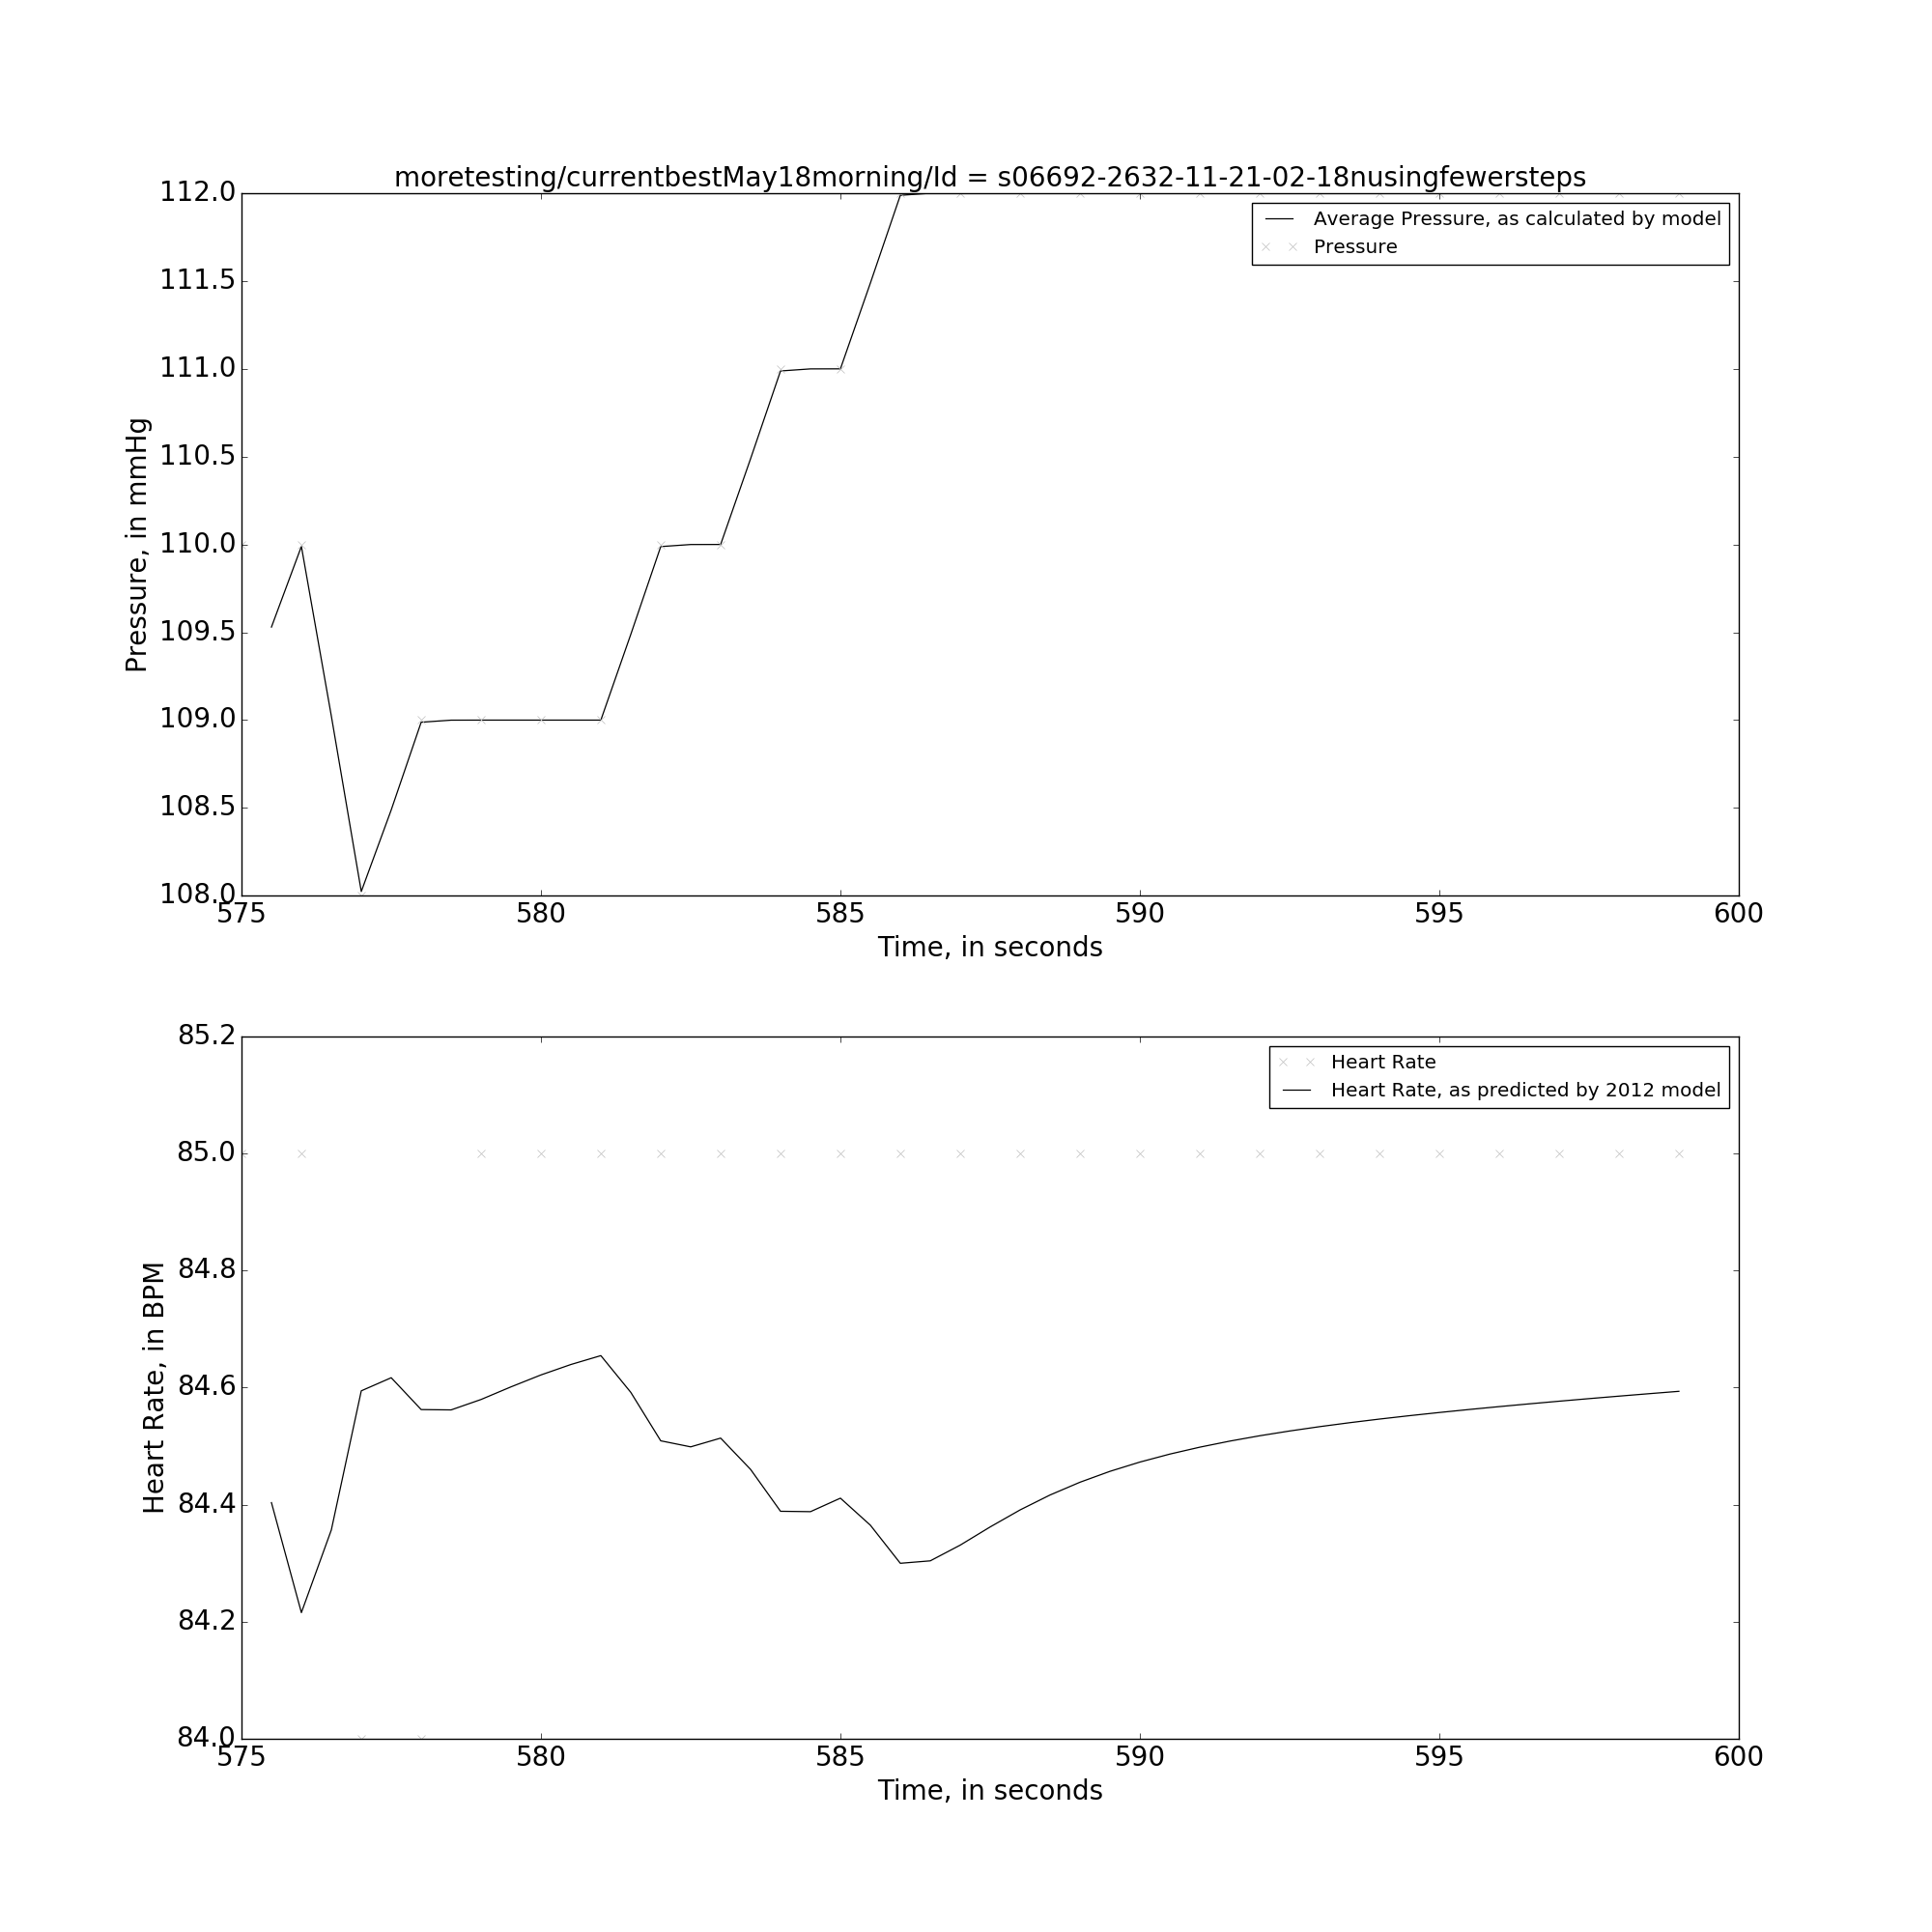 moretesting/currentbestMay18morning/Id = s06692-2632-11-21-02-18nusingfewersteps
112.0
111.5
111.0
110.5
110.0
109.5
109.0
108.5
108.0
Pressure, in mmHg
Average Pressure, as calculated by model
Pressure
575 580 585 590 595 600
Time, in seconds
85.2
85.0
84.8
84.6
84.4
84.2
84.0
Heart Rate, in BPM
Heart Rate
Heart Rate, as predicted by 2012 model
575 580 585 590 595 600
Time, in seconds